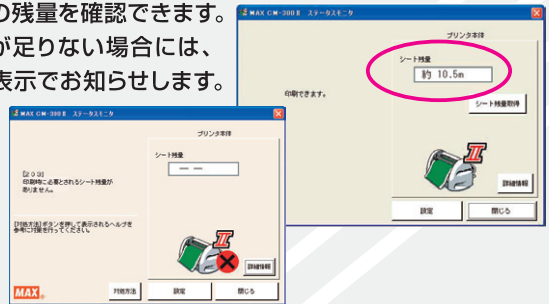 の残量を確認できます。
が足りない場合には、
表示でお知らせします。
MAX CM-300Ⅱ ステータスモニタ
プリンタ本体
シート残量
約 10.5m
印刷できます。
シート残量取得
Ⅱ
詳細情報
設定
閉じる
MAX CM-300Ⅱ ステータスモニタ
プリンタ本体
シート残量
－－
[203]
印刷時に必要とされるシート残量が
ありません。
[対処方法]ボタンを押して表示されるヘルプを
参考に対処を行ってください。
Ⅱ
詳細情報
MAX
対処方法
設定
閉じる